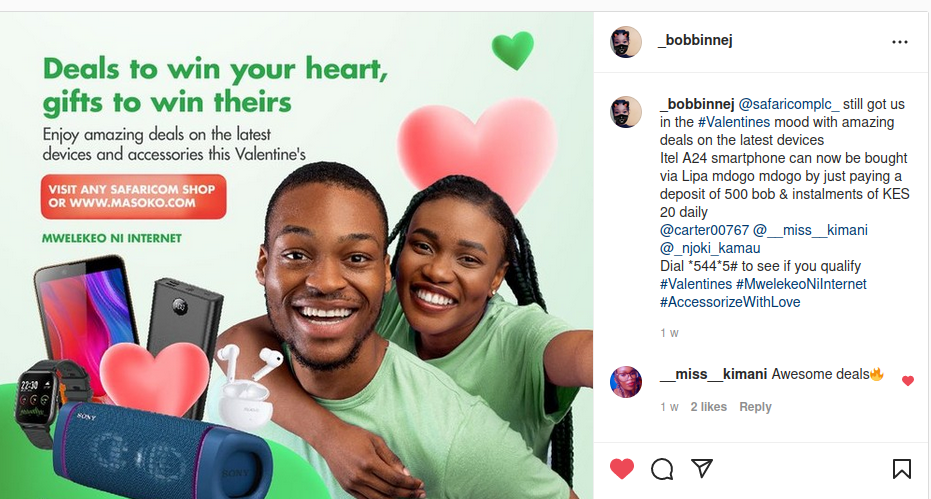 Deals to win your heart,
gifts to win theirs
Enjoy amazing deals on the latest
devices and accessories this Valentine's
VISIT ANY SAFARICOM SHOP
OR WWW.MASOKO.COM
MWELEKEO NI INTERNET
22:30
SONY
SONY
_bobbinnej
_bobbinnej @safaricomplc_ still got us
in the #Valentines mood with amazing
deals on the latest devices
Itel A24 smartphone can now be bought
via Lipa mdogo mdogo by just paying a
deposit of 500 bob & instalments of KES
20 daily
@carter00767 @__miss__kimani
@_njoki_kamau
Dial *544*5# to see if you qualify
#Valentines #MwelekeoNiInternet
#AccessorizeWithLove
1 w
__miss__kimani Awesome deals🔥
1 w 2 likes Reply